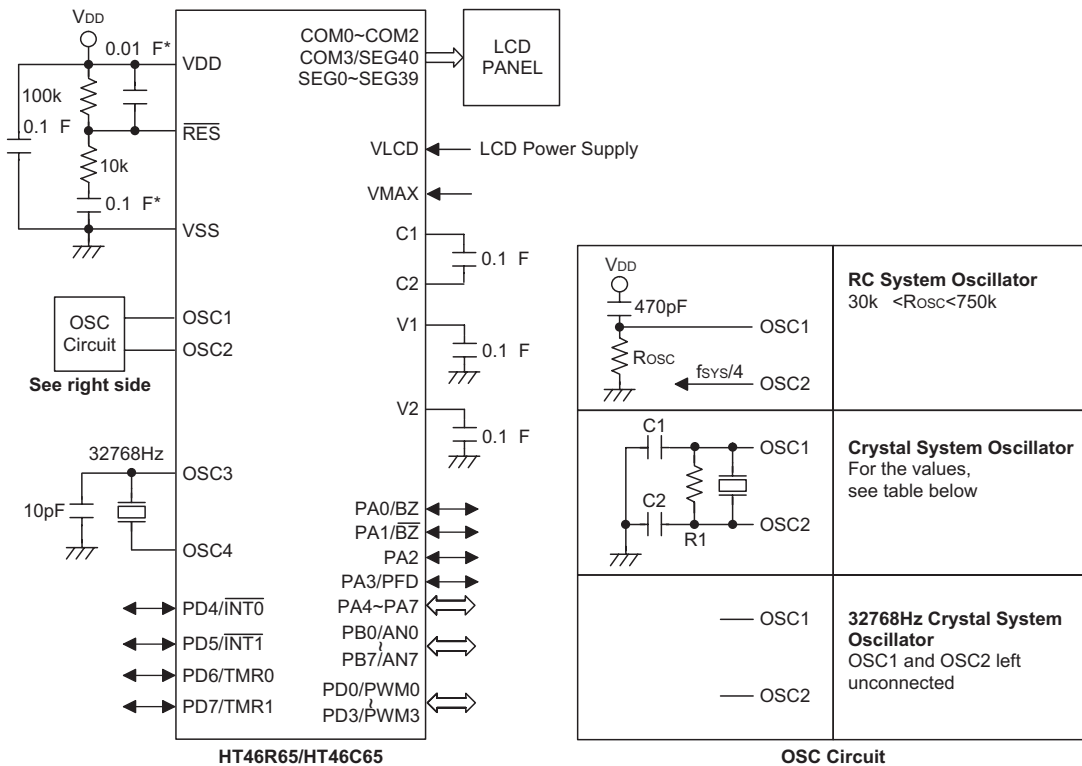 VDD
0.01 F*
100k
0.1 F
10k
0.1 F*
VDD
RES
VSS
OSC
Circuit
See right side
OSC1
OSC2
32768Hz
10pF
OSC3
OSC4
PD4/INT0
PD5/INT1
PD6/TMR0
PD7/TMR1
COM0~COM2
COM3/SEG40
SEG0~SEG39
LCD
PANEL
VLCD
LCD Power Supply
VMAX
C1
0.1 F
C2
V1
0.1 F
V2
0.1 F
PA0/BZ
PA1/BZ
PA2
PA3/PFD
PA4~PA7
PB0/AN0
~
PB7/AN7
PD0/PWM0
~
PD3/PWM3
HT46R65/HT46C65
VDD
470pF
OSC1
ROSC
fSYS/4
OSC2
RC System Oscillator
30k <ROSC<750k
C1
OSC1
C2
R1
OSC2
Crystal System Oscillator
For the values,
see table below
OSC1
OSC2
32768Hz Crystal System
Oscillator
OSC1 and OSC2 left
unconnected
OSC Circuit